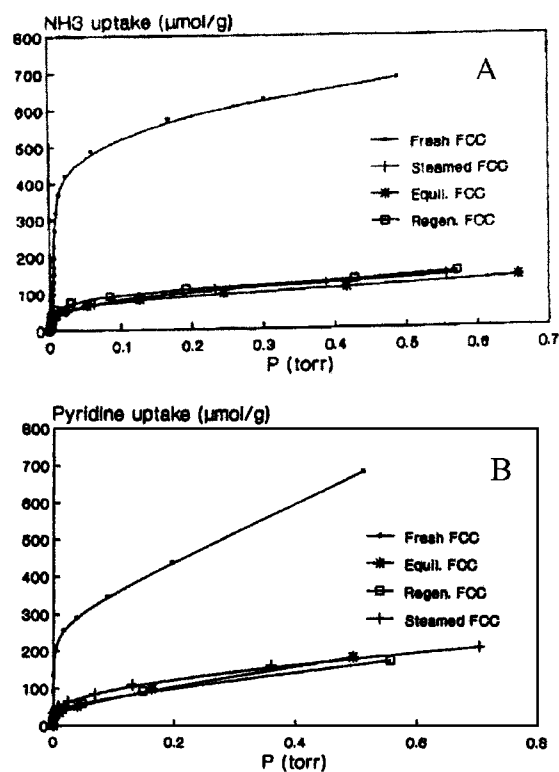 NH3 uptake (μmol/g)
800
700
600
500
400
300
200
100
0
A
Fresh FCC
Steamed FCC
Equil. FCC
Regen. FCC
0 0.1 0.2 0.3 0.4 0.5 0.6 0.7
P (torr)
Pyridine uptake (μmol/g)
800
700
600
500
400
300
200
100
0
B
Fresh FCC
Equil. FCC
Regen. FCC
Steamed FCC
0 0.2 0.4 0.6 0.8
P (torr)